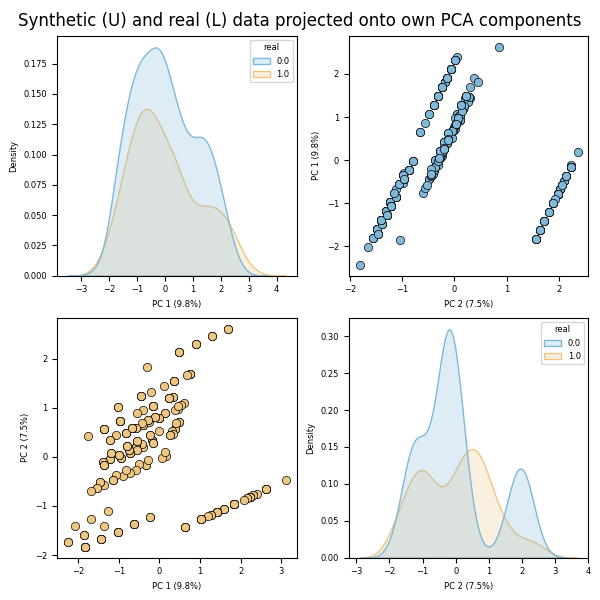 Synthetic (U) and real (L) data projected onto own PCA components
real
0.0
1.0
Density
0.175
0.150
0.125
0.100
0.075
0.050
0.025
0.000
−3 −2 −1 0 1 2 3 4
PC 1 (9.8%)
PC 1 (9.8%)
2
1
0
−1
−2
−2 −1 0 1 2
PC 2 (7.5%)
PC 2 (7.5%)
2
1
0
−1
−2
−2 −1 0 1 2 3
PC 1 (9.8%)
real
0.0
1.0
Density
0.30
0.25
0.20
0.15
0.10
0.05
0.00
−3 −2 −1 0 1 2 3 4
PC 2 (7.5%)